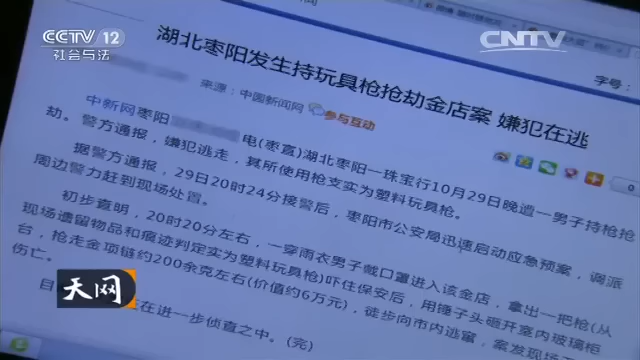 CCTV 12
社会与法
CNTV
字号：
湖北枣阳发生持玩具枪抢劫金店案 嫌犯在逃
来源：中国新闻网 参与互动
0
中新网枣阳 电(枣宣)湖北枣阳一珠宝行10月29日晚遭一男子持枪抢
劫。警方通报，嫌犯逃走，其所使用枪支实为塑料玩具枪。
据警方通报，29日20时24分接警后，枣阳市公安局迅速启动应急预案，调派
周边警力赶到现场处置。
初步查明，20时20分左右，一穿雨衣男子戴口罩进入该金店，拿出一把枪(从
现场遗留物品和痕迹判定实为塑料玩具枪)吓住保安后，用锤子头砸开室内玻璃柜
台，抢走金项链约200余克左右(价值约6万元)，徒步向市内逃窜，案发现场
伤亡。
目 在进一步侦查之中。(完)
天网